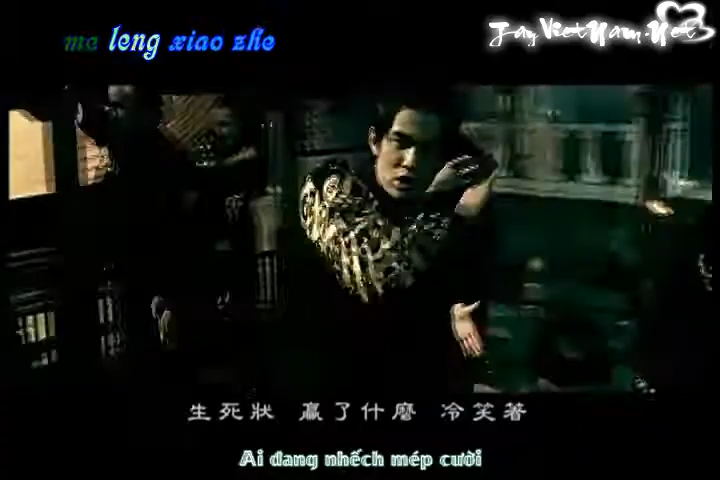 me leng xiao zhe
JayVietNam.Net
生死狀 贏了什麼 冷笑著
Ai đang nhếch mép cười